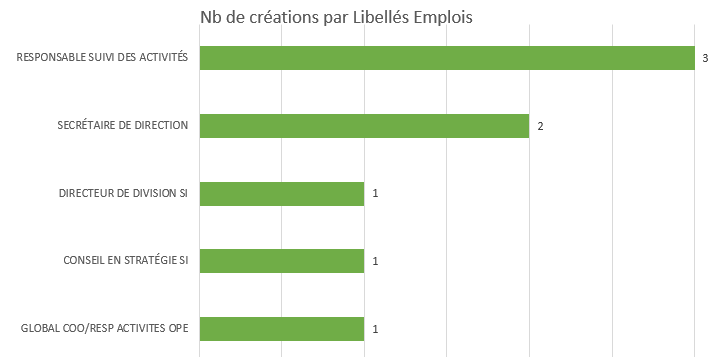 Nb de créations par Libellés Emplois
RESPONSABLE SUIVI DES ACTIVITÉS 3
SECRÉTAIRE DE DIRECTION 2
DIRECTEUR DE DIVISION SI 1
CONSEIL EN STRATÉGIE SI 1
GLOBAL COO/RESP ACTIVITES OPE 1